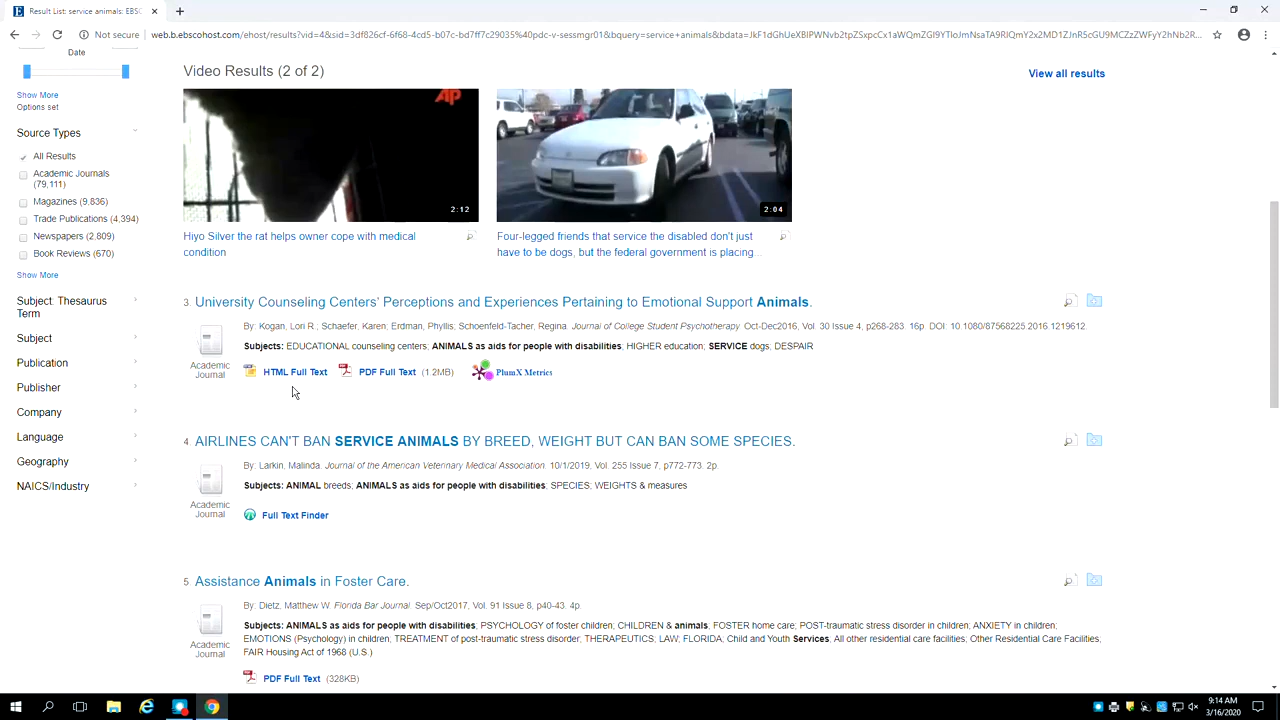 Result List: service animals: EBSC
Not secure
web.b.ebscohost.com/ehost/results?vid=4&sid=3df826cf-6f68-4cd5-b07c-bd7ff7c29035%40pdc-v-sessmgr01&bquery=service+animals&bdata=
Date
Show More
Options set
Source Types
All Results
Academic Journals
(79,111)
Magazines (9,836)
Trade Publications (4,394)
Newspapers (2,809)
Book Reviews (670)
Show More
Subject: Thesaurus
Term
Subject
Publication
Publisher
Company
Language
Geography
NAICS/Industry
Video Results (2 of 2)
View all results
AP
2:12
2:04
Hiyo Silver the rat helps owner cope with medical
condition
Four-legged friends that service the disabled don't just
have to be dogs, but the federal government is placing...
3. University Counseling Centers' Perceptions and Experiences Pertaining to Emotional Support Animals.
By: Kogan, Lori R.; Schaefer, Karen; Erdman, Phyllis; Schoenfeld-Tacher, Regina. Journal of College Student Psychotherapy. Oct-Dec2016, Vol. 30 Issue 4, p268-283. 16p. DOI: 10.1080/87568225.2016.1219612.
Subjects: EDUCATIONAL counseling centers; ANIMALS as aids for people with disabilities; HIGHER education; SERVICE dogs; DESPAIR
Academic
Journal
HTML Full Text
PDF Full Text (1.2MB)
PlumX Metrics
4. AIRLINES CAN'T BAN SERVICE ANIMALS BY BREED, WEIGHT BUT CAN BAN SOME SPECIES.
By: Larkin, Malinda. Journal of the American Veterinary Medical Association. 10/1/2019, Vol. 255 Issue 7, p772-773. 2p.
Subjects: ANIMAL breeds; ANIMALS as aids for people with disabilities; SPECIES; WEIGHTS & measures
Academic
Journal
Full Text Finder
5. Assistance Animals in Foster Care.
By: Dietz, Matthew W. Florida Bar Journal. Sep/Oct2017, Vol. 91 Issue 8, p40-43. 4p.
Subjects: ANIMALS as aids for people with disabilities; PSYCHOLOGY of foster children; CHILDREN & animals; FOSTER home care; POST-traumatic stress disorder in children; ANXIETY in children;
EMOTIONS (Psychology) in children; TREATMENT of post-traumatic stress disorder; THERAPEUTICS; LAW; FLORIDA; Child and Youth Services; All other residential care facilities; Other Residential Care Facilities;
FAIR Housing Act of 1968 (U.S.)
Academic
Journal
PDF Full Text (328KB)
9:14 AM
3/16/2020